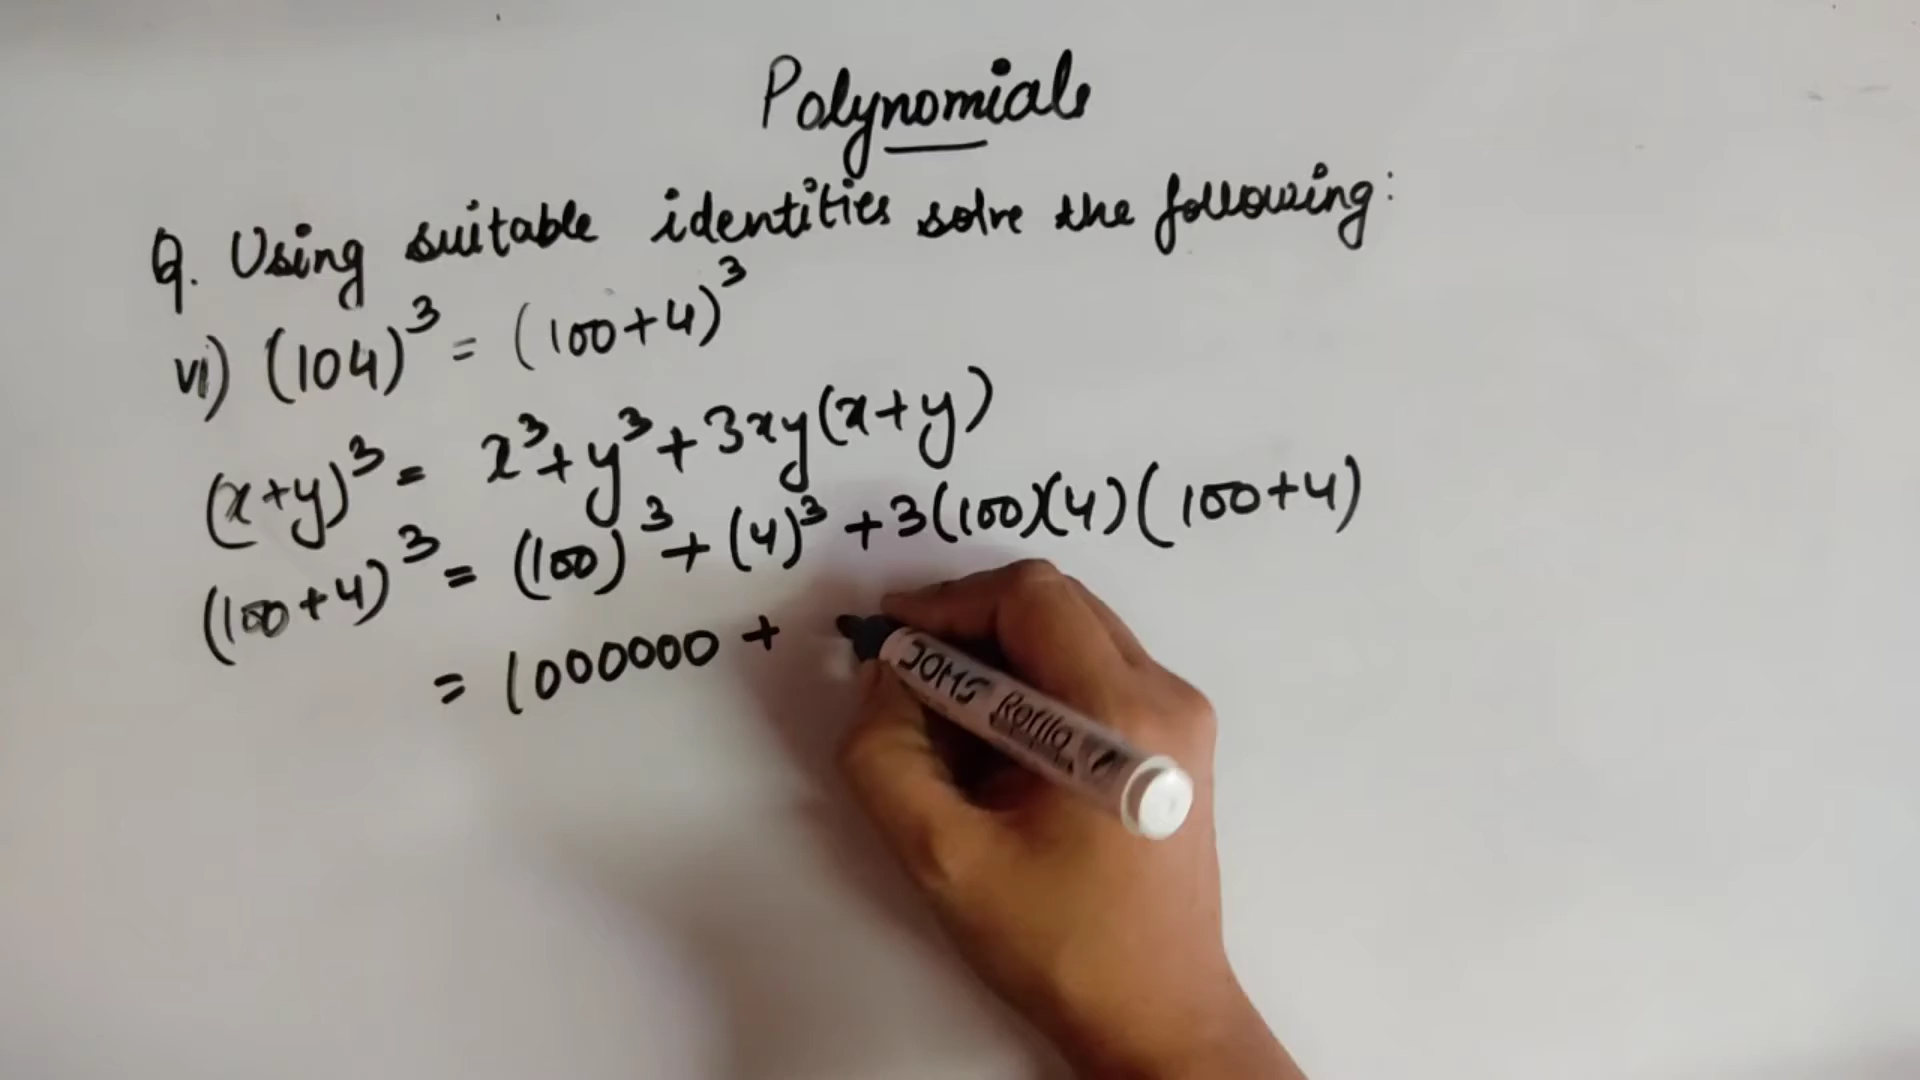 Polynomials
Q. Using suitable identities solve the following:
vi) (104)³ = (100+4)³
(x+y)³ = x³+y³+3xy(x+y)
(100+4)³ = (100)³+(4)³+3(100)(4)(100+4)
= 1000000 +
JOMS Refilo